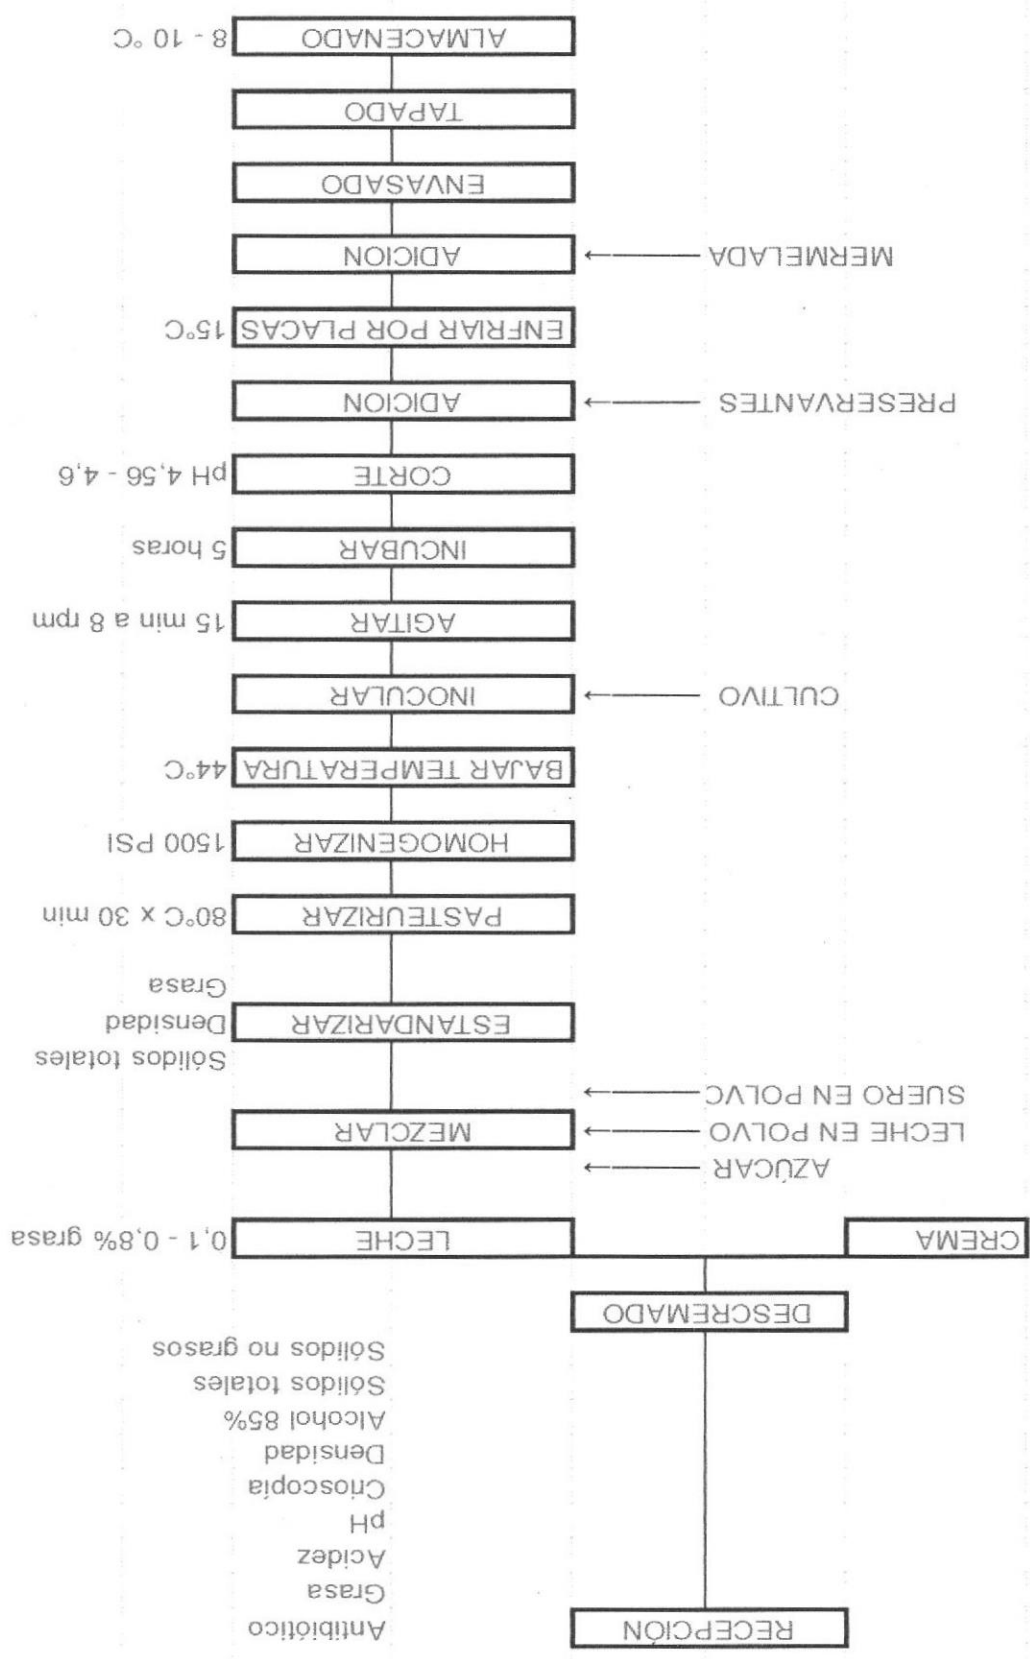 RECEPCIÓN Antibiótico
Grasa
Acidez
pH
Crioscopía
Densidad
Alcohol 85%
Sólidos totales
Sólidos no grasos
DESCREMADO
CREMA LECHE 0,1 - 0,8% grasa
AZÚCAR
LECHE EN POLVO MEZCLAR
SUERO EN POLVC
Sólidos totales
ESTANDARIZAR Densidad
Grasa
PASTEURIZAR 80°C x 30 min
HOMOGENIZAR 1500 PSI
BAJAR TEMPERATURA 44°C
CULTIVO INOCULAR
AGITAR 15 min a 8 rpm
INCUBAR 5 horas
CORTE pH 4,56 - 4,6
PRESERVANTES ADICION
ENFRIAR POR PLACAS 15°C
MERMELADA ADICION
ENVASADO
TAPADO
ALMACENADO 8 - 10 °C